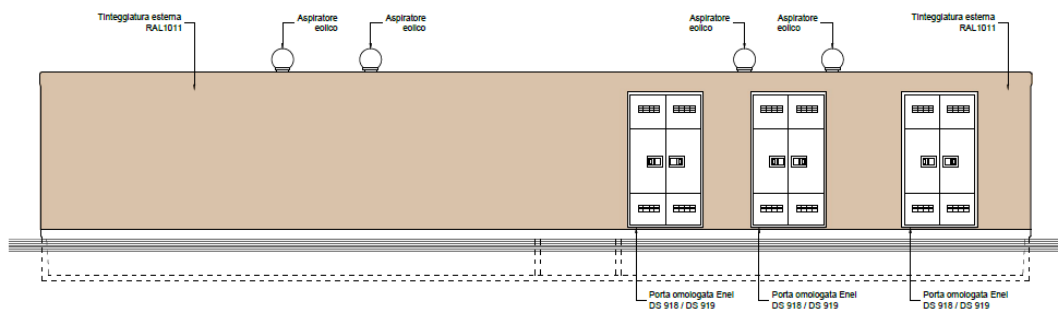 Tinteggiatura esterna
RAL1011
Aspiratore
eolico
Aspiratore
eolico
Aspiratore
eolico
Aspiratore
eolico
Tinteggiatura esterna
RAL1011
Porta omologata Enel
DS 918 / DS 919
Porta omologata Enel
DS 918 / DS 919
Porta omologata Enel
DS 918 / DS 919